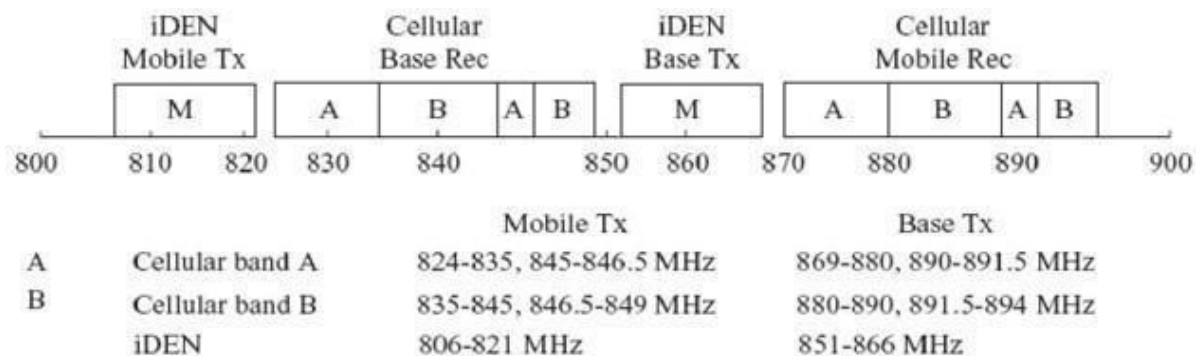 iDEN Cellular iDEN Cellular
Mobile Tx Base Rec Base Tx Mobile Rec
M A B A B M A B A B
800 810 820 830 840 850 860 870 880 890 900
Mobile Tx Base Tx
A Cellular band A 824-835, 845-846.5 MHz 869-880, 890-891.5 MHz
B Cellular band B 835-845, 846.5-849 MHz 880-890, 891.5-894 MHz
iDEN 806-821 MHz 851-866 MHz